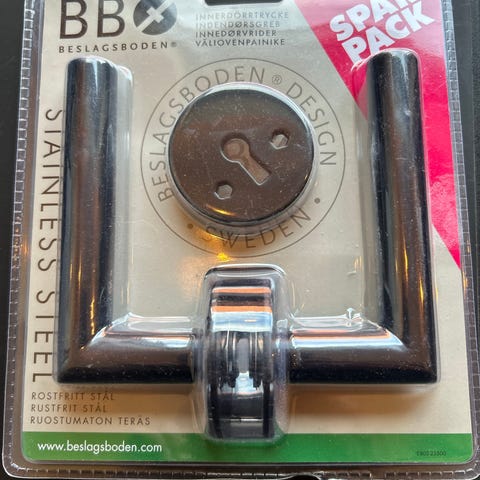 BB
BESLAGSBODEN®
INNERDÖRRTRYCKE
INDENDØRSGREB
INNEDØRVRIDER
VÄLIOVENPAINIKE
SPAR
PACK
BESLAGSBODEN® DESIGN
· SWEDEN ·
STAINLESS STEEL
ROSTFRITT STÅL
RUSTFRIT STÅL
RUOSTUMATON TERÄS
www.beslagsboden.com